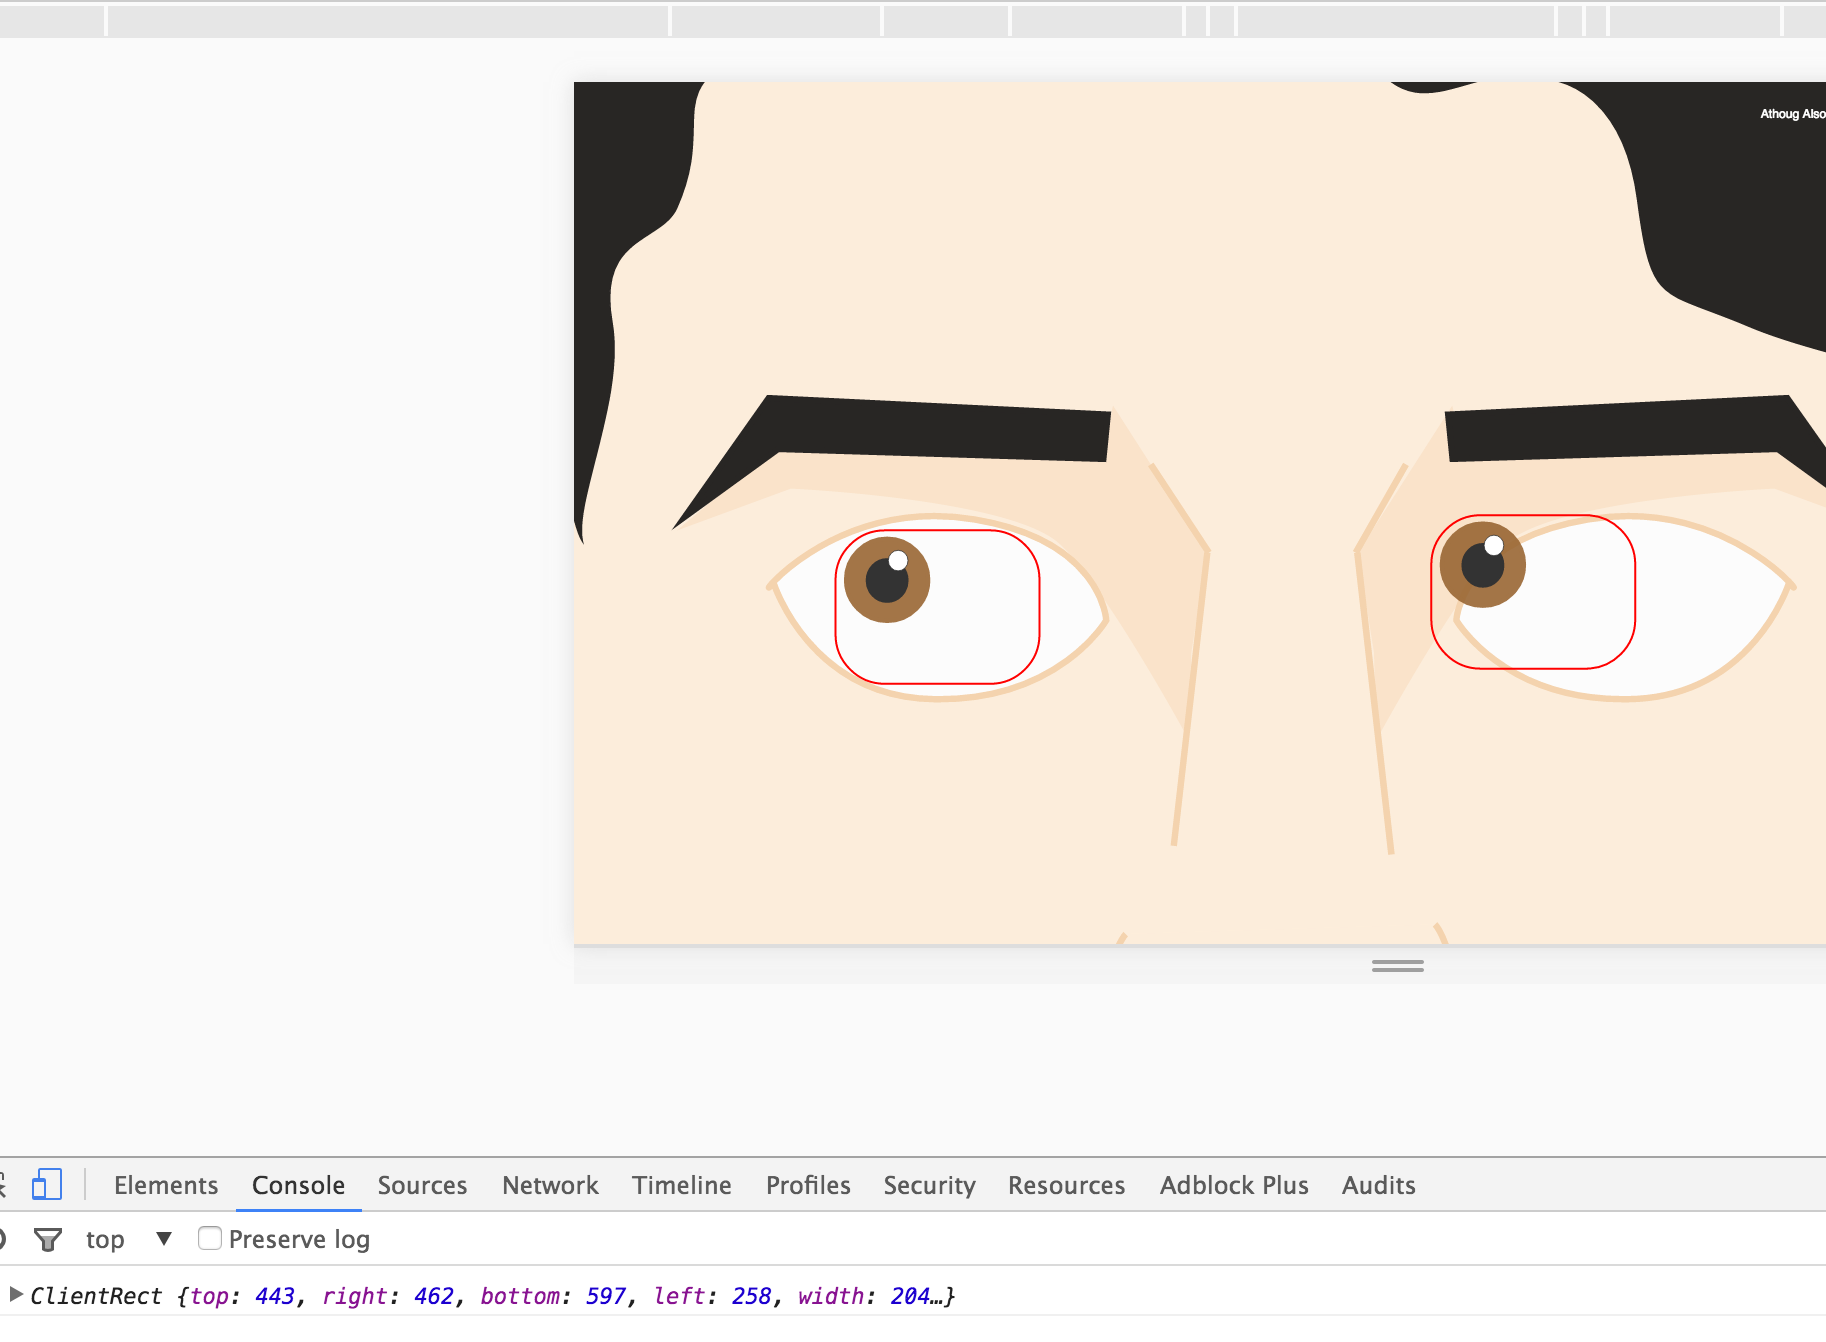 Athoug Also
Elements Console Sources Network Timeline Profiles Security Resources Adblock Plus Audits
top ▼ Preserve log
ClientRect {top: 443, right: 462, bottom: 597, left: 258, width: 204…}